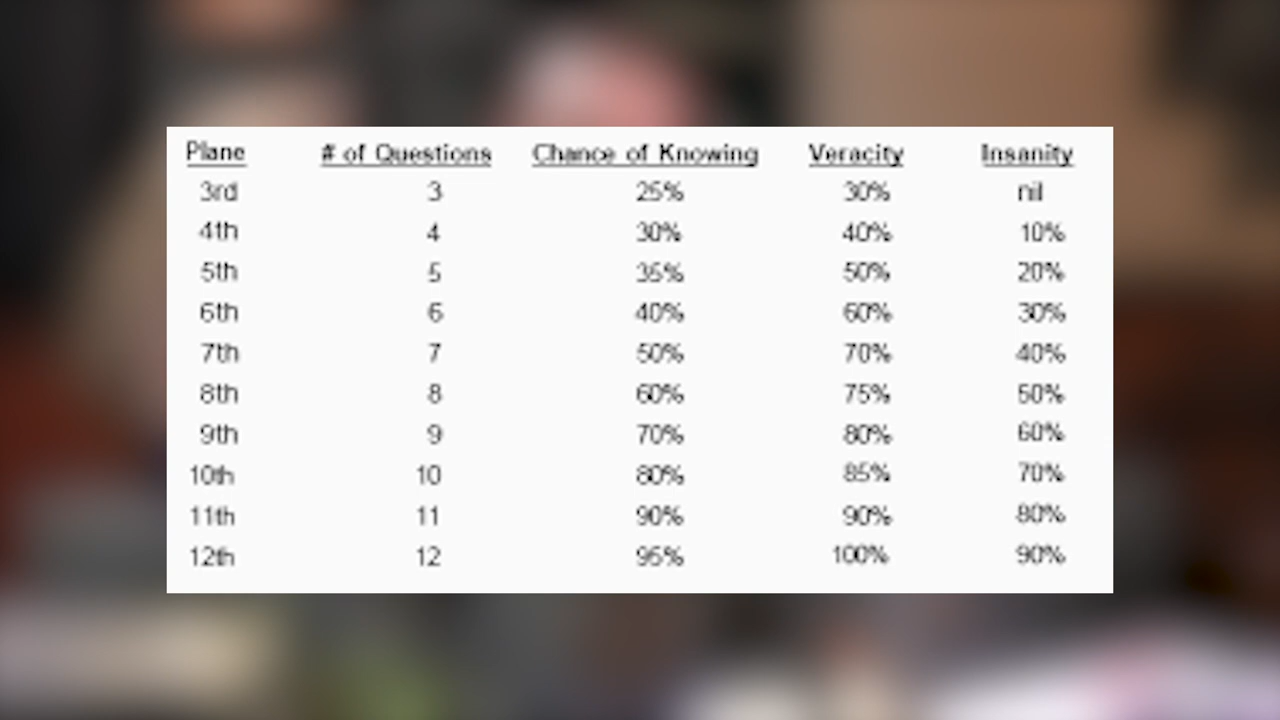 Plane # of Questions Chance of Knowing Veracity Insanity
3rd 3 25% 30% nil
4th 4 30% 40% 10%
5th 5 35% 50% 20%
6th 6 40% 60% 30%
7th 7 50% 70% 40%
8th 8 60% 75% 50%
9th 9 70% 80% 60%
10th 10 80% 85% 70%
11th 11 90% 90% 80%
12th 12 95% 100% 90%